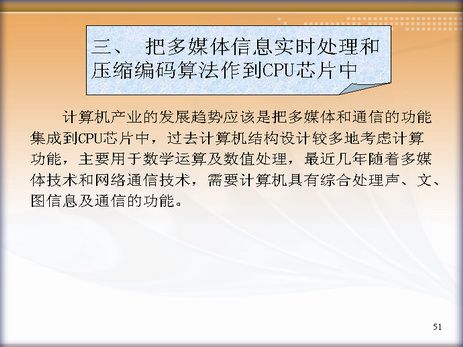 三、 把多媒体信息实时处理和
压缩编码算法作到CPU芯片中
计算机产业的发展趋势应该是把多媒体和通信的功能
集成到CPU芯片中，过去计算机结构设计较多地考虑计算
功能，主要用于数学运算及数值处理，最近几年随着多媒
体技术和网络通信技术，需要计算机具有综合处理声、文、
图信息及通信的功能。
51